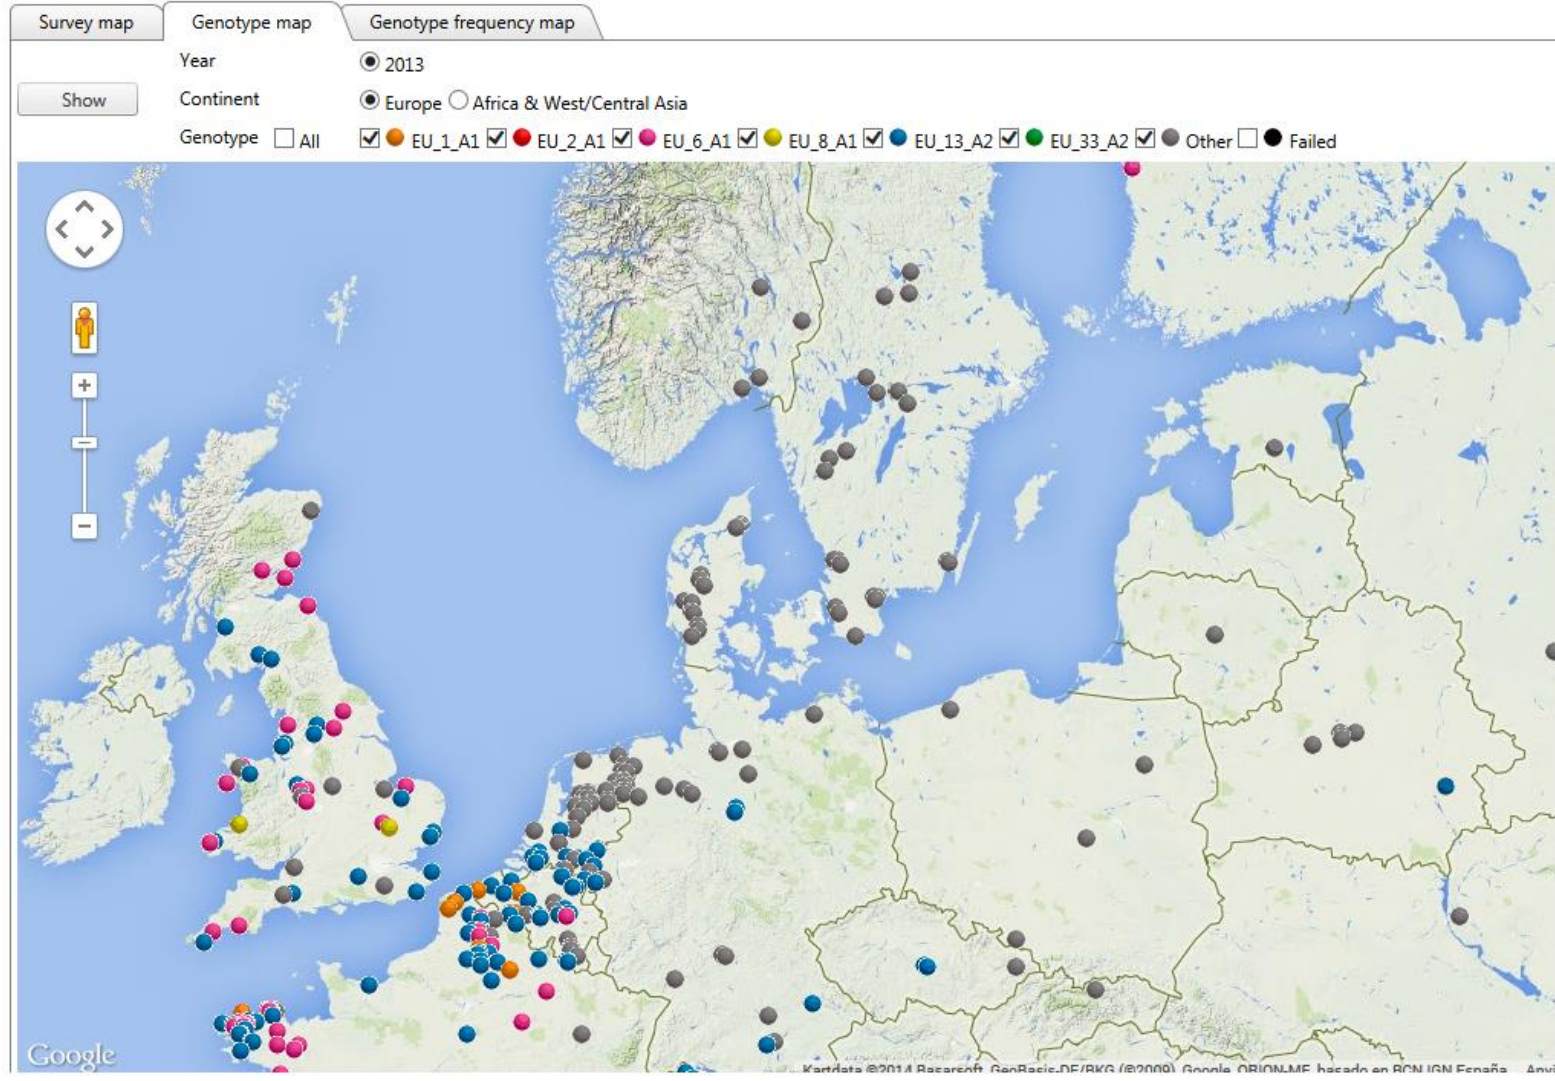 Survey map Genotype map Genotype frequency map
Year 2013
Show Continent Europe Africa & West/Central Asia
Genotype All EU_1_A1 EU_2_A1 EU_6_A1 EU_8_A1 EU_13_A2 EU_33_A2 Other Failed
Google
Kartdata ©2014 Basarsoft, GeoBasis-DE/BKG (©2009), Google, ORION-ME, basado en BCN IGN España